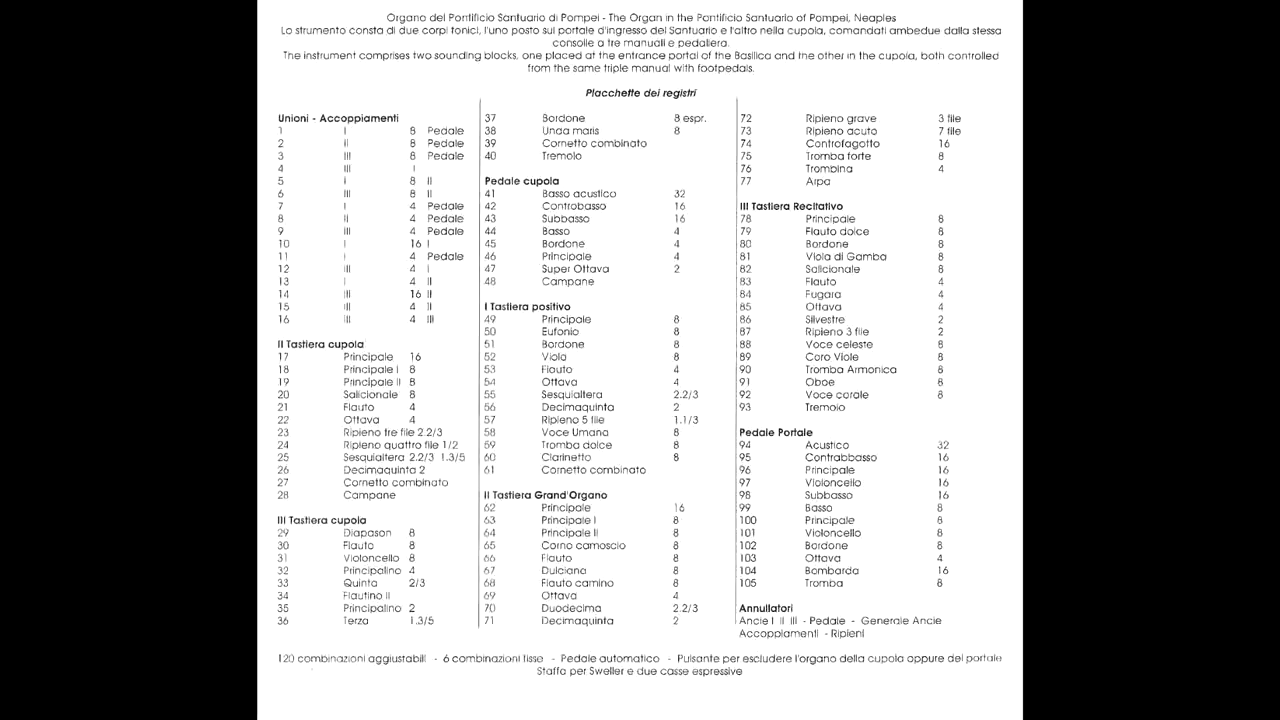 Organo del Pontificio Santuario di Pompei - The Organ in the Pontificio Santuario of Pompei, Neaples
Lo strumento consta di due corpi fonici, l'uno posto sul portale d'ingresso del Santuario e l'altro nella cupola, comandati ambedue dalla stessa
consolle a tre manuali e pedaliera.
The instrument comprises two sounding blocks, one placed at the entrance portal of the Basilica and the other in the cupola, both controlled
from the same triple manual with footpedals.
Placchette dei registri
Unioni - Accoppiamenti
1 I 8 Pedale
2 II 8 Pedale
3 III 8 Pedale
4 III I
5 I 8 II
6 III 8 II
7 I 4 Pedale
8 II 4 Pedale
9 III 4 Pedale
10 I 16 I
11 I 4 Pedale
12 III 4 I
13 I 4 II
14 III 16 II
15 III 4 II
16 III 4 III
II Tastiera cupola
17 Principale 16
18 Principale I 8
19 Principale II 8
20 Salicionale 8
21 Flauto 4
22 Ottava 4
23 Ripieno tre file 2 2/3
24 Ripieno quattro file 1/2
25 Sesquialtera 2.2/3 1.3/5
26 Decimaquinta 2
27 Cornetto combinato
28 Campane
III Tastiera cupola
29 Diapason 8
30 Flauto 8
31 Violoncello 8
32 Principalino 4
33 Quinta 2/3
34 Flautino II
35 Principalino 2
36 Terza 1.3/5
37 Bordone 8 espr.
38 Unda maris 8
39 Cornetto combinato
40 Tremolo
Pedale cupola
41 Basso acustico 32
42 Controbasso 16
43 Subbasso 16
44 Basso 4
45 Bordone 4
46 Principale 4
47 Super Ottava 2
48 Campane
I Tastiera positivo
49 Principale 8
50 Eufonio 8
51 Bordone 8
52 Viola 8
53 Flauto 4
54 Ottava 4
55 Sesquialtera 2.2/3
56 Decimaquinta 2
57 Ripieno 5 file 1.1/3
58 Voce Umana 8
59 Tromba dolce 8
60 Clarinetto 8
61 Cornetto combinato
II Tastiera Grand'Organo
62 Principale 16
63 Principale I 8
64 Principale II 8
65 Corno camoscio 8
66 Flauto 8
67 Dulciana 8
68 Flauto camino 8
69 Ottava 4
70 Duodecima 2.2/3
71 Decimaquinta 2
72 Ripieno grave 3 file
73 Ripieno acuto 7 file
74 Controfagotto 16
75 Tromba forte 8
76 Trombina 4
77 Arpa
III Tastiera Recitativo
78 Principale 8
79 Flauto dolce 8
80 Bordone 8
81 Viola di Gamba 8
82 Salicionale 8
83 Flauto 4
84 Fugara 4
85 Ottava 4
86 Silvestre 2
87 Ripieno 3 file 2
88 Voce celeste 8
89 Coro Viole 8
90 Tromba Armonica 8
91 Oboe 8
92 Voce corale 8
93 Tremolo
Pedale Portale
94 Acustico 32
95 Contrabbasso 16
96 Principale 16
97 Violoncello 16
98 Subbasso 16
99 Basso 8
100 Principale 8
101 Violoncello 8
102 Bordone 8
103 Ottava 4
104 Bombarda 16
105 Tromba 8
Annullatori
Ancie I II III - Pedale - Generale Ancie
Accoppiamenti - Ripieni
120 combinazioni aggiustabili - 6 combinazioni fisse - Pedale automatico - Pulsante per escludere l'organo della cupola oppure del portale
Staffa per Sweller e due casse espressive